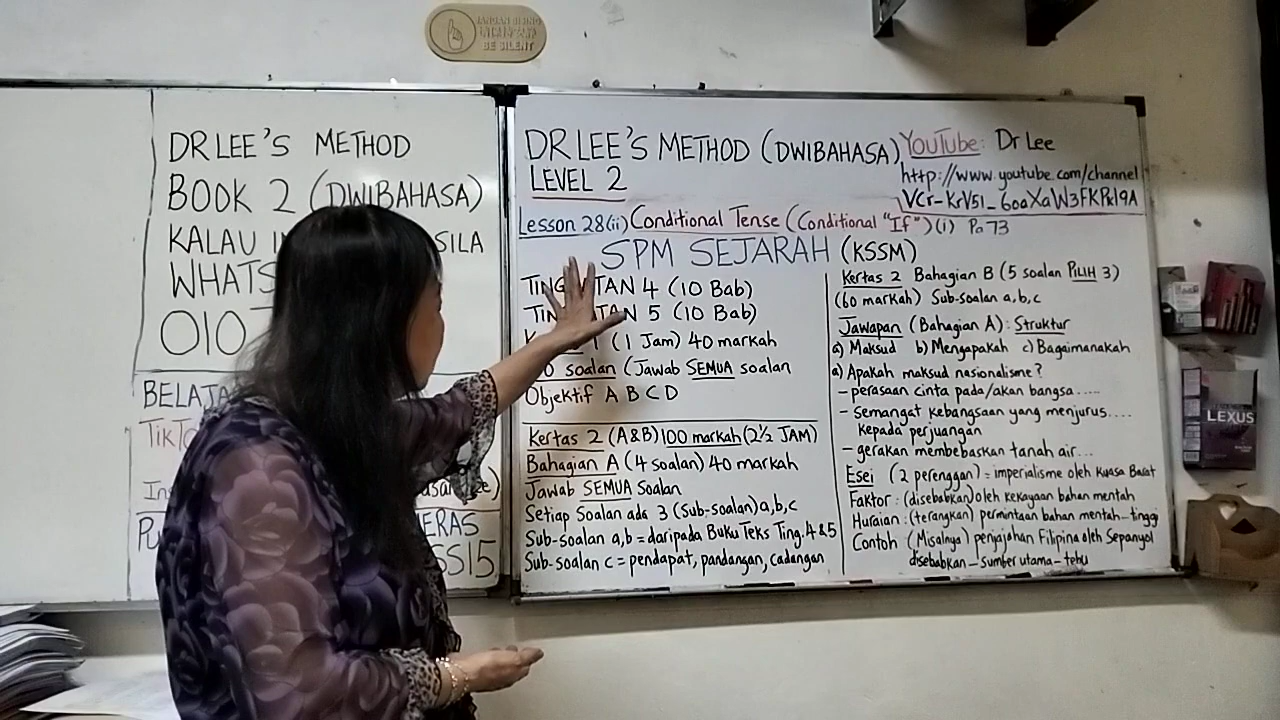 JANGAN BISING
BE SILENT
DR LEE'S METHOD
BOOK 2 (DWIBAHASA)
KALAU
SILA
WHATS
010
BELAJA
TikTo
ERAS
SS15
DR LEE'S METHOD (DWIBAHASA)
LEVEL 2
YouTube: Dr Lee
http://www.youtube.com/channel
VCr-KrV51_6oaXaW3FKPkl9A
Lesson 28(ii) Conditional Tense (Conditional "If") (i) Pa 73
SPM SEJARAH (KSSM)
TING TAN 4 (10 Bab)
TIN TAN 5 (10 Bab)
K 1 (1 Jam) 40 markah
0 soalan (Jawab SEMUA soalan
Objektif A B C D
Kertas 2 (A&B) 100 markah (2½ JAM)
Bahagian A (4 soalan) 40 markah
Jawab SEMUA Soalan
Setiap Soalan ada 3 (Sub-soalan) a, b, c
Sub-soalan a, b = daripada Buku Teks Ting. 4 & 5
Sub-soalan c = pendapat, pandangan, cadangan
Kertas 2 Bahagian B (5 soalan PILIH 3)
(60 markah) Sub-soalan a, b, c
Jawapan (Bahagian A): Struktur
a) Maksud b) Mengapakah c) Bagaimanakah
a) Apakah maksud nasionalisme?
- perasaan cinta pada/akan bangsa.....
- Semangat kebangsaan yang menjurus....
kepada perjuangan
- gerakan membebaskan tanah air...
Esei (2 perenggan) = imperialisme oleh Kuasa Barat
Faktor: (disebabkan) oleh kekayaan bahan mentah
Huraian: (terangkan) permintaan bahan mentah - tinggi
Contoh (Misalnya) penjajahan Filipina oleh Sepanyol
disebabkan - sumber utama - tebu
LEXUS